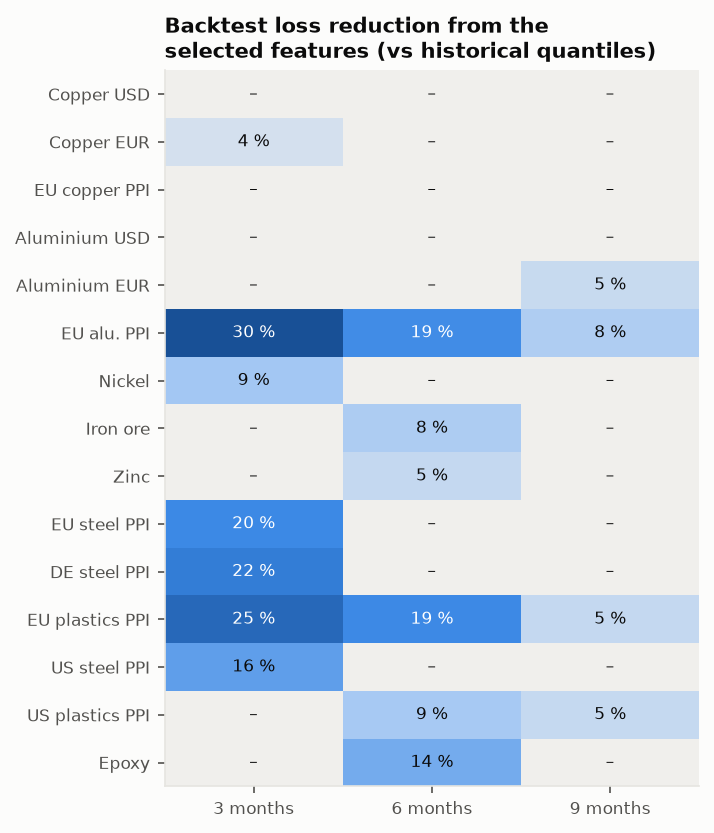 Backtest loss reduction from the
selected features (vs historical quantiles)
Copper USD – – –
Copper EUR 4 % – –
EU copper PPI – – –
Aluminium USD – – –
Aluminium EUR – – 5 %
EU alu. PPI 30 % 19 % 8 %
Nickel 9 % – –
Iron ore – 8 % –
Zinc – 5 % –
EU steel PPI 20 % – –
DE steel PPI 22 % – –
EU plastics PPI 25 % 19 % 5 %
US steel PPI 16 % – –
US plastics PPI – 9 % 5 %
Epoxy – 14 % –
3 months 6 months 9 months